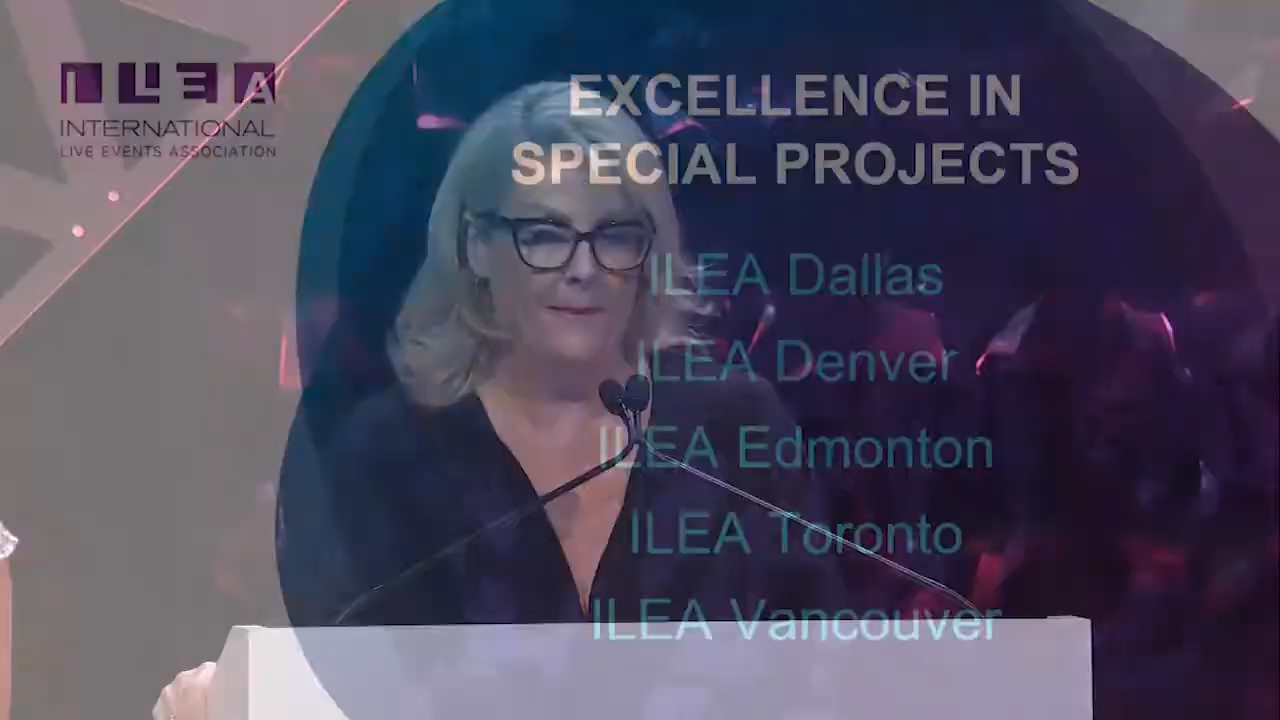 ILEA
INTERNATIONAL
LIVE EVENTS ASSOCIATION
EXCELLENCE IN
SPECIAL PROJECTS
ILEA Dallas
ILEA Denver
ILEA Edmonton
ILEA Toronto
ILEA Vancouver